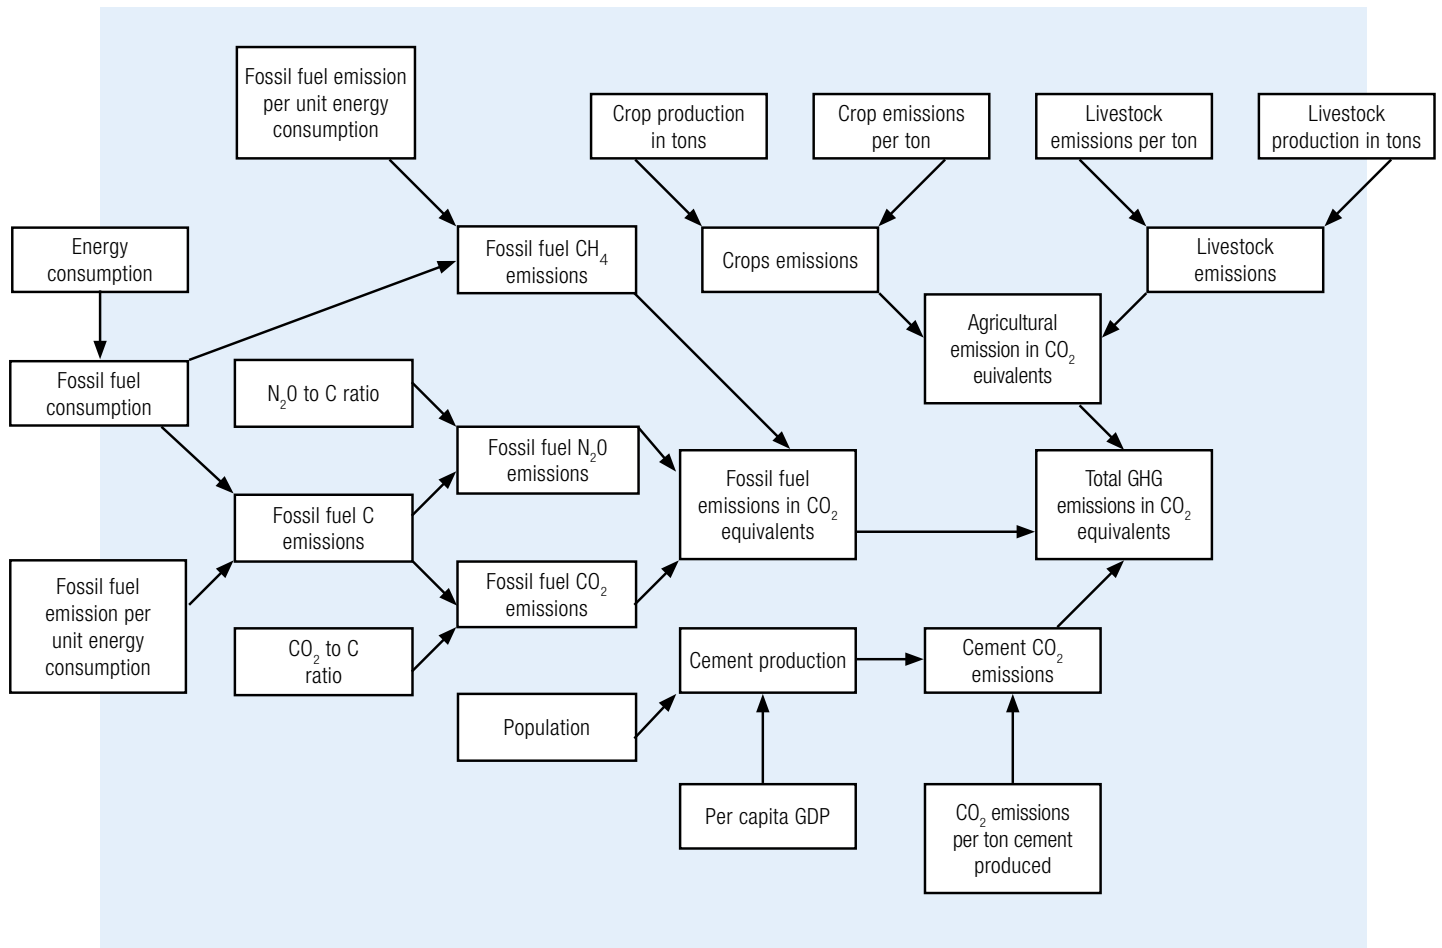 Fossil fuel emission
per unit energy
consumption
Crop production
in tons
Crop emissions
per ton
Livestock
emissions per ton
Livestock
production in tons
Energy
consumption
Fossil fuel CH₄
emissions
Crops emissions
Livestock
emissions
Agricultural
emission in CO₂
euivalents
Fossil fuel
consumption
N₂0 to C ratio
Fossil fuel N₂0
emissions
Fossil fuel
emissions in CO₂
equivalents
Total GHG
emissions in CO₂
equivalents
Fossil fuel C
emissions
Fossil fuel
emission per
unit energy
consumption
Fossil fuel CO₂
emissions
CO₂ to C
ratio
Cement production
Cement CO₂
emissions
Population
Per capita GDP
CO₂ emissions
per ton cement
produced